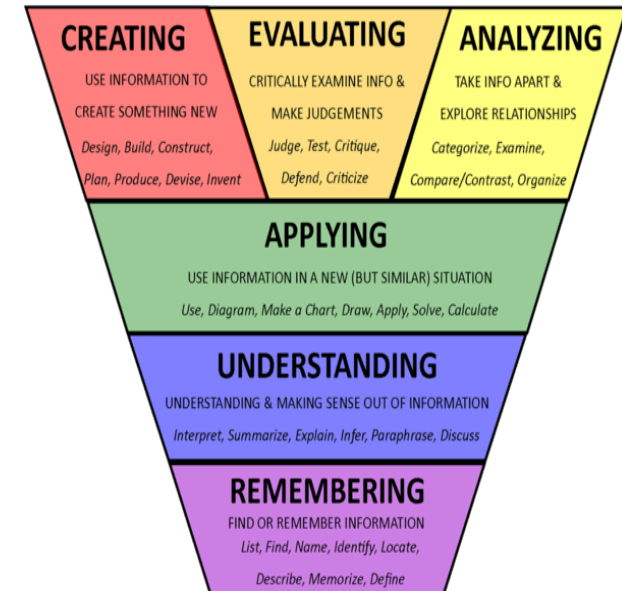 CREATING
USE INFORMATION TO
CREATE SOMETHING NEW
Design, Build, Construct,
Plan, Produce, Devise, Invent
EVALUATING
CRITICALLY EXAMINE INFO &
MAKE JUDGEMENTS
Judge, Test, Critique,
Defend, Criticize
ANALYZING
TAKE INFO APART &
EXPLORE RELATIONSHIPS
Categorize, Examine,
Compare/Contrast, Organize
APPLYING
USE INFORMATION IN A NEW (BUT SIMILAR) SITUATION
Use, Diagram, Make a Chart, Draw, Apply, Solve, Calculate
UNDERSTANDING
UNDERSTANDING & MAKING SENSE OUT OF INFORMATION
Interpret, Summarize, Explain, Infer, Paraphrase, Discuss
REMEMBERING
FIND OR REMEMBER INFORMATION
List, Find, Name, Identify, Locate,
Describe, Memorize, Define